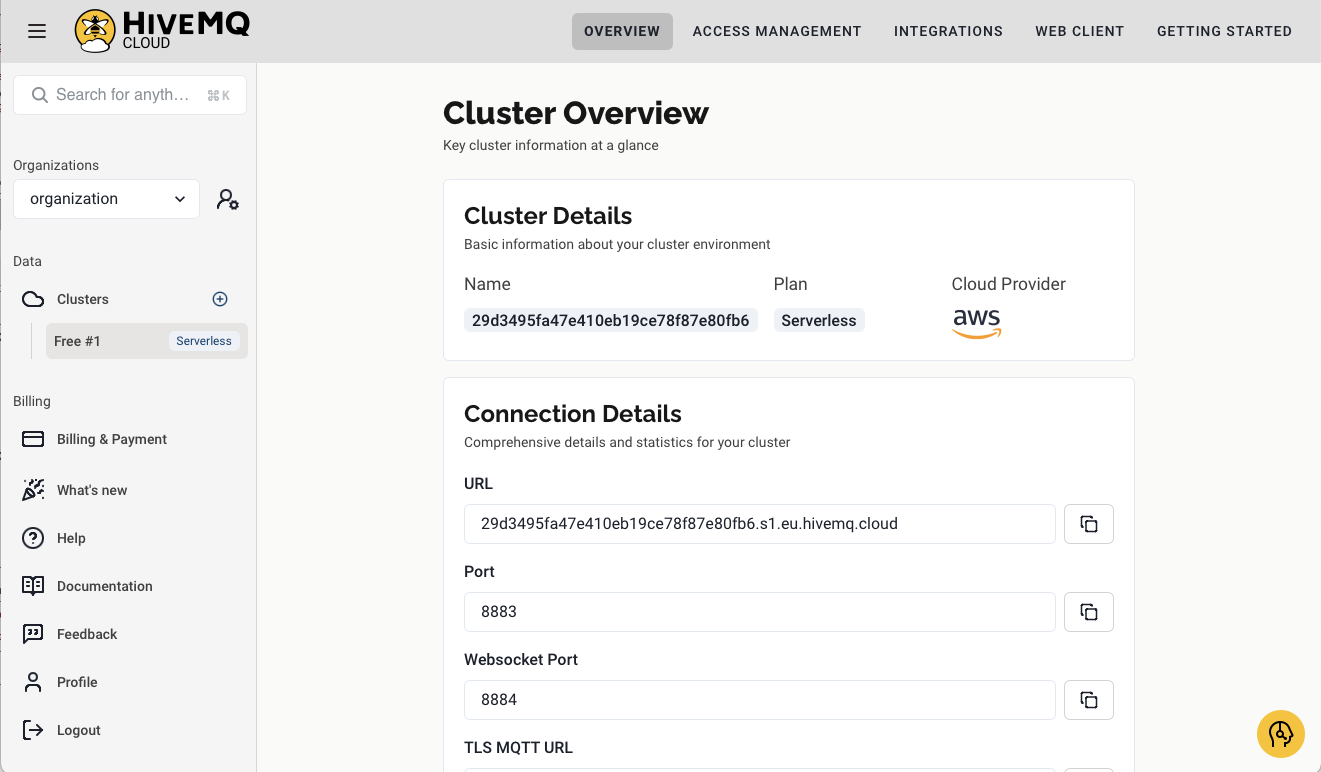 HIVEMQ
CLOUD
OVERVIEW
ACCESS MANAGEMENT
INTEGRATIONS
WEB CLIENT
GETTING STARTED
Search for anyth... ⌘ K
Organizations
organization
Data
Clusters
Free #1
Serverless
Billing
Billing & Payment
What's new
Help
Documentation
Feedback
Profile
Logout
Cluster Overview
Key cluster information at a glance
Cluster Details
Basic information about your cluster environment
Name
Plan
Cloud Provider
29d3495fa47e410eb19ce78f87e80fb6
Serverless
aws
Connection Details
Comprehensive details and statistics for your cluster
URL
29d3495fa47e410eb19ce78f87e80fb6.s1.eu.hivemq.cloud
Port
8883
Websocket Port
8884
TLS MQTT URL